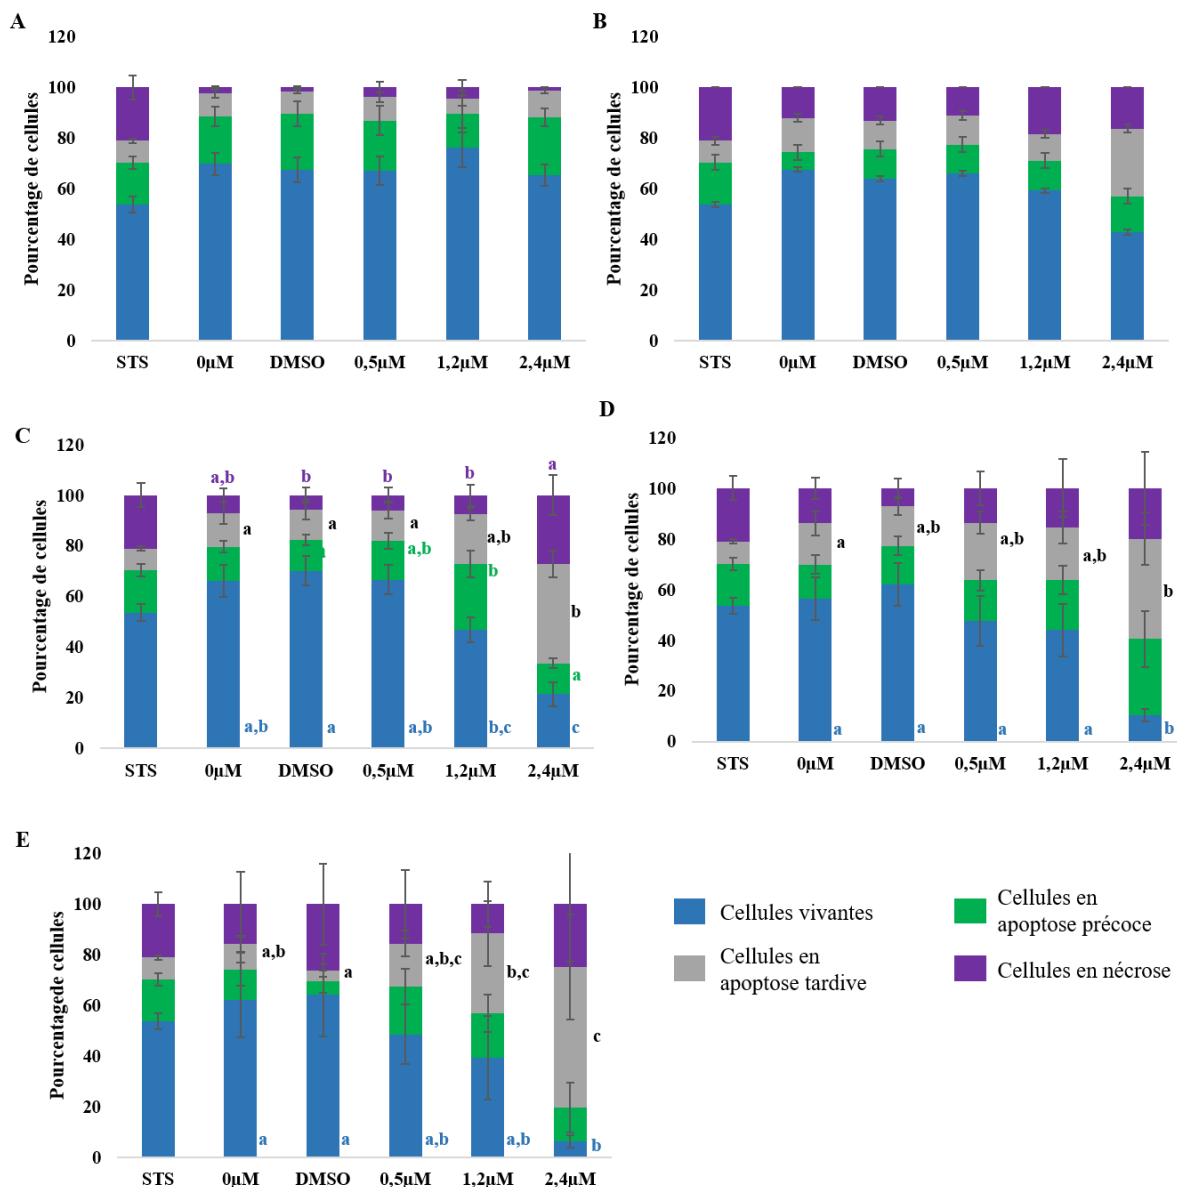 A
Pourcentage de cellules
120
100
80
60
40
20
0
STS 0µM DMSO 0,5µM 1,2µM 2,4µM
B
Pourcentage de cellules
120
100
80
60
40
20
0
STS 0µM DMSO 0,5µM 1,2µM 2,4µM
C
Pourcentage de cellules
120
100
80
60
40
20
0
a,b b b b a
a a a a,b b
a a,b b a
a,b a a,b b,c c
STS 0µM DMSO 0,5µM 1,2µM 2,4µM
D
Pourcentage de cellules
120
100
80
60
40
20
0
a a,b a,b a,b b
a a a a b
STS 0µM DMSO 0,5µM 1,2µM 2,4µM
E
Pourcentagede cellules
120
100
80
60
40
20
0
a,b a a,b,c b,c c
a a a,b a,b b
STS 0µM DMSO 0,5µM 1,2µM 2,4µM
Cellules vivantes
Cellules en
apoptose précoce
Cellules en
apoptose tardive
Cellules en nécrose